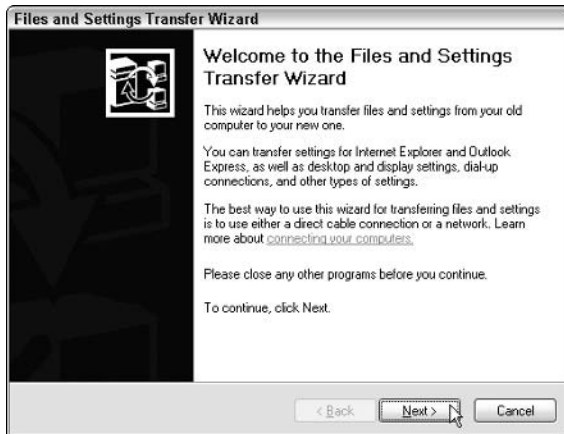 Files and Settings Transfer Wizard
Welcome to the Files and Settings
Transfer Wizard
This wizard helps you transfer files and settings from your old
computer to your new one.
You can transfer settings for Internet Explorer and Outlook
Express, as well as desktop and display settings, dial-up
connections, and other types of settings.
The best way to use this wizard for transferring files and settings
is to use either a direct cable connection or a network. Learn
more about connecting your computers.
Please close any other programs before you continue.
To continue, click Next.
< Back Next > Cancel